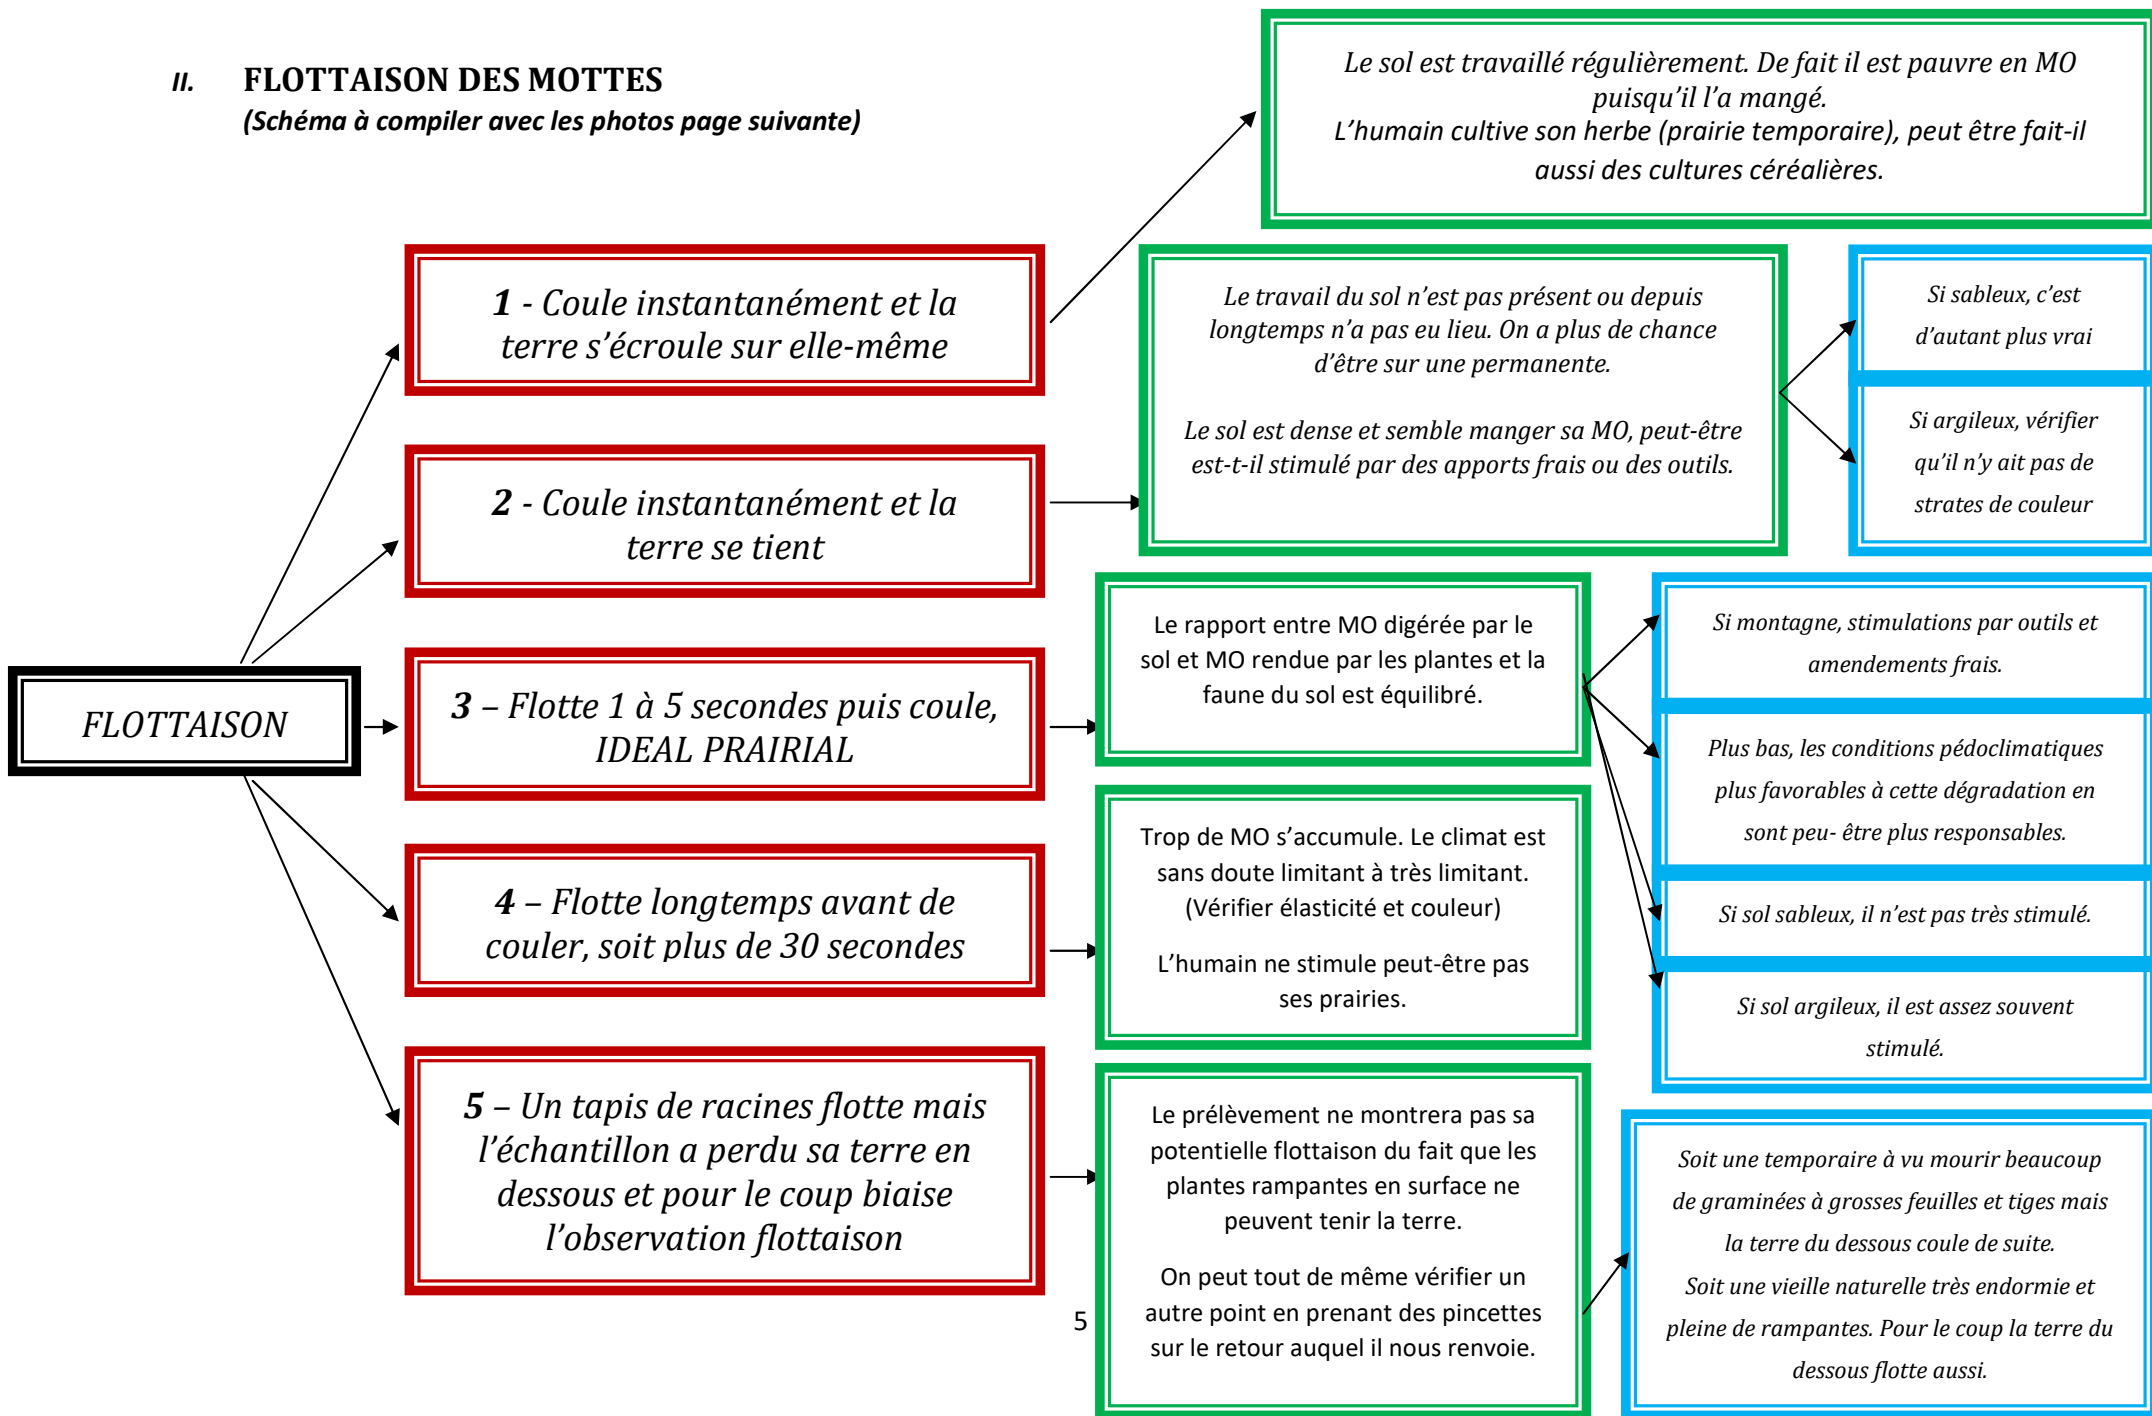 II. FLOTTAISON DES MOTTES
(Schéma à compiler avec les photos page suivante)
Le sol est travaillé régulièrement. De fait il est pauvre en MO
puisqu’il l’a mangé.
L’humain cultive son herbe (prairie temporaire), peut être fait-il
aussi des cultures céréalières.
1 - Coule instantanément et la
terre s’écroule sur elle-même
Le travail du sol n’est pas présent ou depuis
longtemps n’a pas eu lieu. On a plus de chance
d’être sur une permanente.
Le sol est dense et semble manger sa MO, peut-être
est-t-il stimulé par des apports frais ou des outils.
Si sableux, c’est
d’autant plus vrai
Si argileux, vérifier
qu’il n’y ait pas de
strates de couleur
2 - Coule instantanément et la
terre se tient
FLOTTAISON
3 – Flotte 1 à 5 secondes puis coule,
IDEAL PRAIRIAL
Le rapport entre MO digérée par le
sol et MO rendue par les plantes et la
faune du sol est équilibré.
Si montagne, stimulations par outils et
amendements frais.
Plus bas, les conditions pédoclimatiques
plus favorables à cette dégradation en
sont peu- être plus responsables.
Si sol sableux, il n’est pas très stimulé.
Si sol argileux, il est assez souvent
stimulé.
4 – Flotte longtemps avant de
couler, soit plus de 30 secondes
Trop de MO s’accumule. Le climat est
sans doute limitant à très limitant.
(Vérifier élasticité et couleur)
L’humain ne stimule peut-être pas
ses prairies.
5 – Un tapis de racines flotte mais
l’échantillon a perdu sa terre en
dessous et pour le coup biaise
l’observation flottaison
Le prélèvement ne montrera pas sa
potentielle flottaison du fait que les
plantes rampantes en surface ne
peuvent tenir la terre.
On peut tout de même vérifier un
autre point en prenant des pincettes
sur le retour auquel il nous renvoie.
Soit une temporaire à vu mourir beaucoup
de graminées à grosses feuilles et tiges mais
la terre du dessous coule de suite.
Soit une vieille naturelle très endormie et
pleine de rampantes. Pour le coup la terre du
dessous flotte aussi.
5